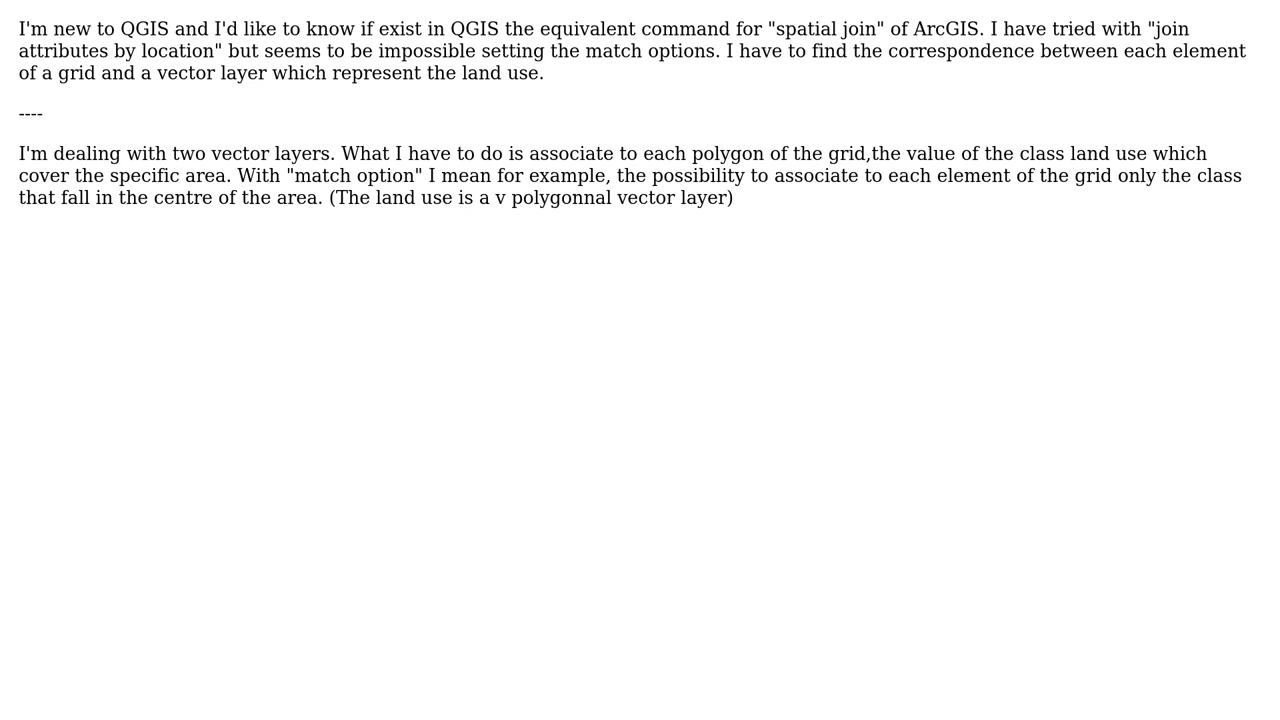 I'm new to QGIS and I'd like to know if exist in QGIS the equivalent command for "spatial join" of ArcGIS. I have tried with "join
attributes by location" but seems to be impossible setting the match options. I have to find the correspondence between each element
of a grid and a vector layer which represent the land use.
----
I'm dealing with two vector layers. What I have to do is associate to each polygon of the grid,the value of the class land use which
cover the specific area. With "match option" I mean for example, the possibility to associate to each element of the grid only the class
that fall in the centre of the area. (The land use is a v polygonnal vector layer)